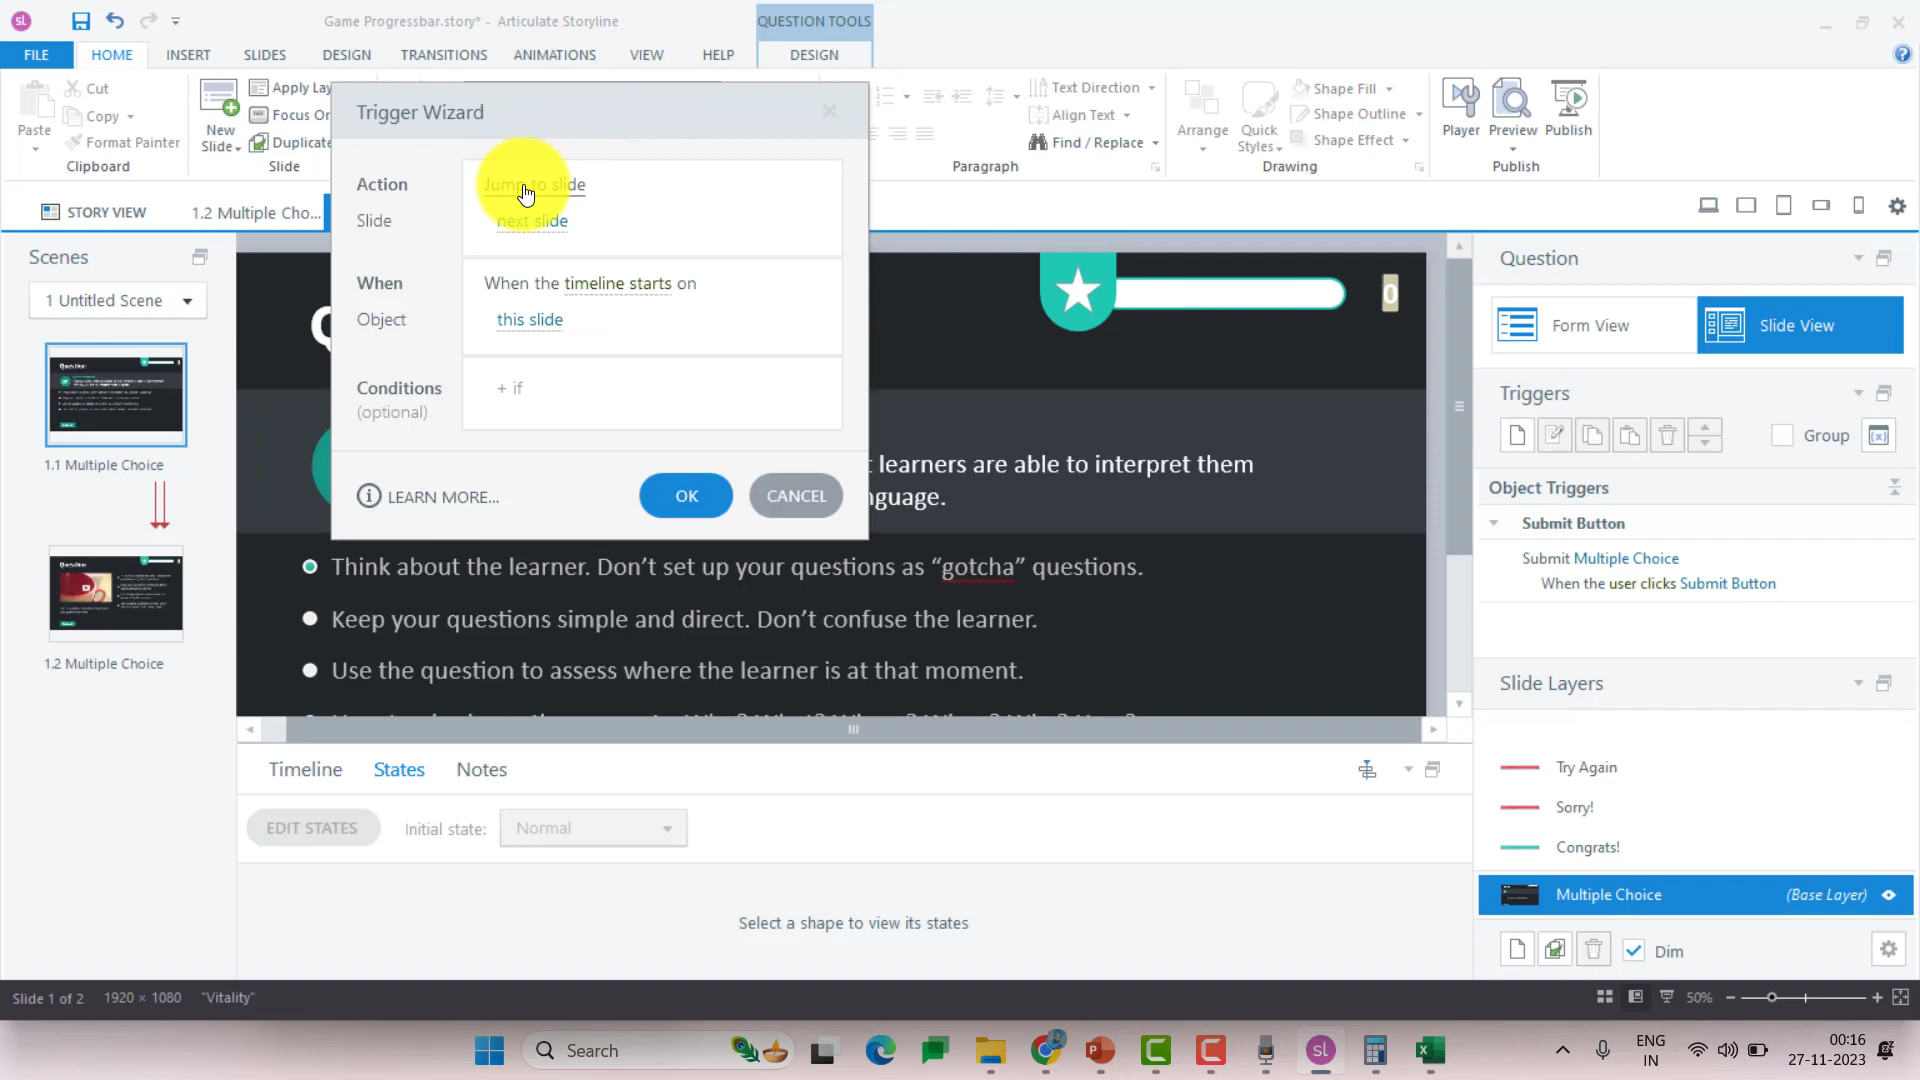 sl
Game Progressbar.story* - Articulate Storyline
QUESTION TOOLS
FILE
HOME
INSERT
SLIDES
DESIGN
TRANSITIONS
ANIMATIONS
VIEW
HELP
DESIGN
Paste
Cut
Copy
Format Painter
Clipboard
New
Slide
Apply Lay
Focus Or
Duplicate
Slide
Text Direction
Align Text
Find / Replace
Paragraph
Arrange
Quick
Styles
Shape Fill
Shape Outline
Shape Effect
Drawing
Player
Preview
Publish
Publish
STORY VIEW
1.2 Multiple Cho...
Scenes
1 Untitled Scene
1.1 Multiple Choice
1.2 Multiple Choice
Trigger Wizard
Action
Jump to slide
Slide
next slide
When
When the timeline starts on
Object
this slide
Conditions
(optional)
+ if
LEARN MORE...
OK
CANCEL
0
t learners are able to interpret them
nguage.
Think about the learner. Don't set up your questions as “gotcha” questions.
Keep your questions simple and direct. Don't confuse the learner.
Use the question to assess where the learner is at that moment.
Timeline
States
Notes
EDIT STATES
Initial state:
Normal
Select a shape to view its states
Question
Form View
Slide View
Triggers
Group
(x)
Object Triggers
Submit Button
Submit Multiple Choice
When the user clicks Submit Button
Slide Layers
Try Again
Sorry!
Congrats!
Multiple Choice
(Base Layer)
Dim
Slide 1 of 2
1920 × 1080
"Vitality"
50%
Search
sl
ENG
IN
00:16
27-11-2023